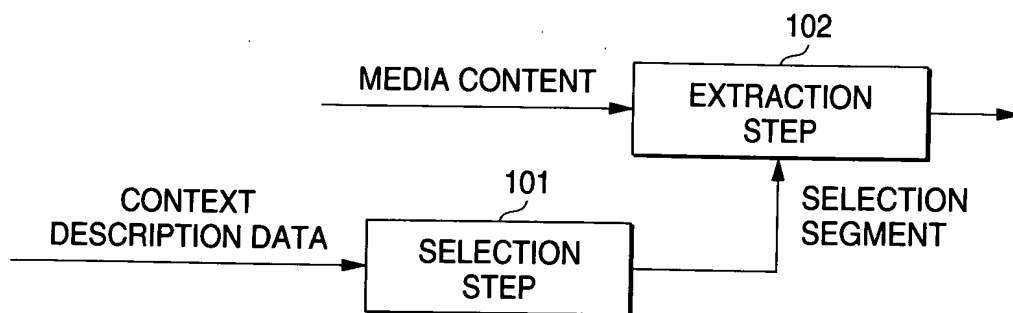 102
MEDIA CONTENT
EXTRACTION
STEP
101
CONTEXT
DESCRIPTION DATA
SELECTION
STEP
SELECTION
SEGMENT